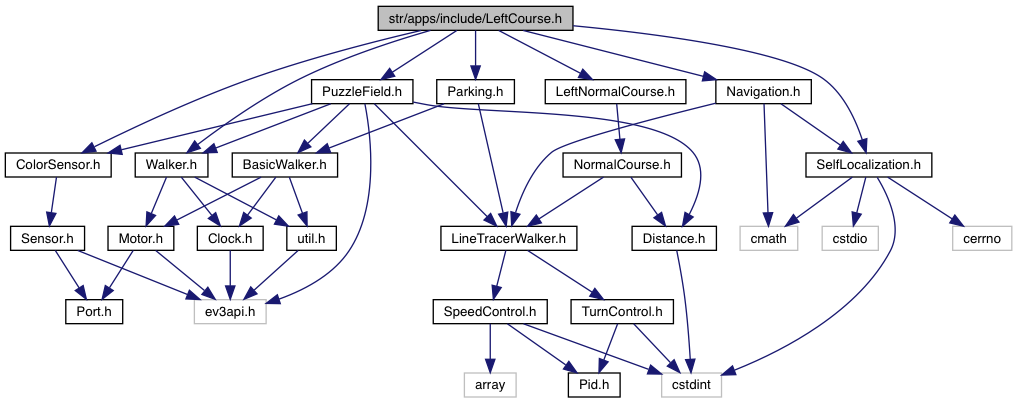 str/apps/include/LeftCourse.h
PuzzleField.h
Parking.h
LeftNormalCourse.h
Navigation.h
ColorSensor.h
Walker.h
BasicWalker.h
NormalCourse.h
SelfLocalization.h
Sensor.h
Motor.h
Clock.h
util.h
LineTracerWalker.h
Distance.h
cmath
cstdio
cerrno
Port.h
ev3api.h
SpeedControl.h
TurnControl.h
array
Pid.h
cstdint